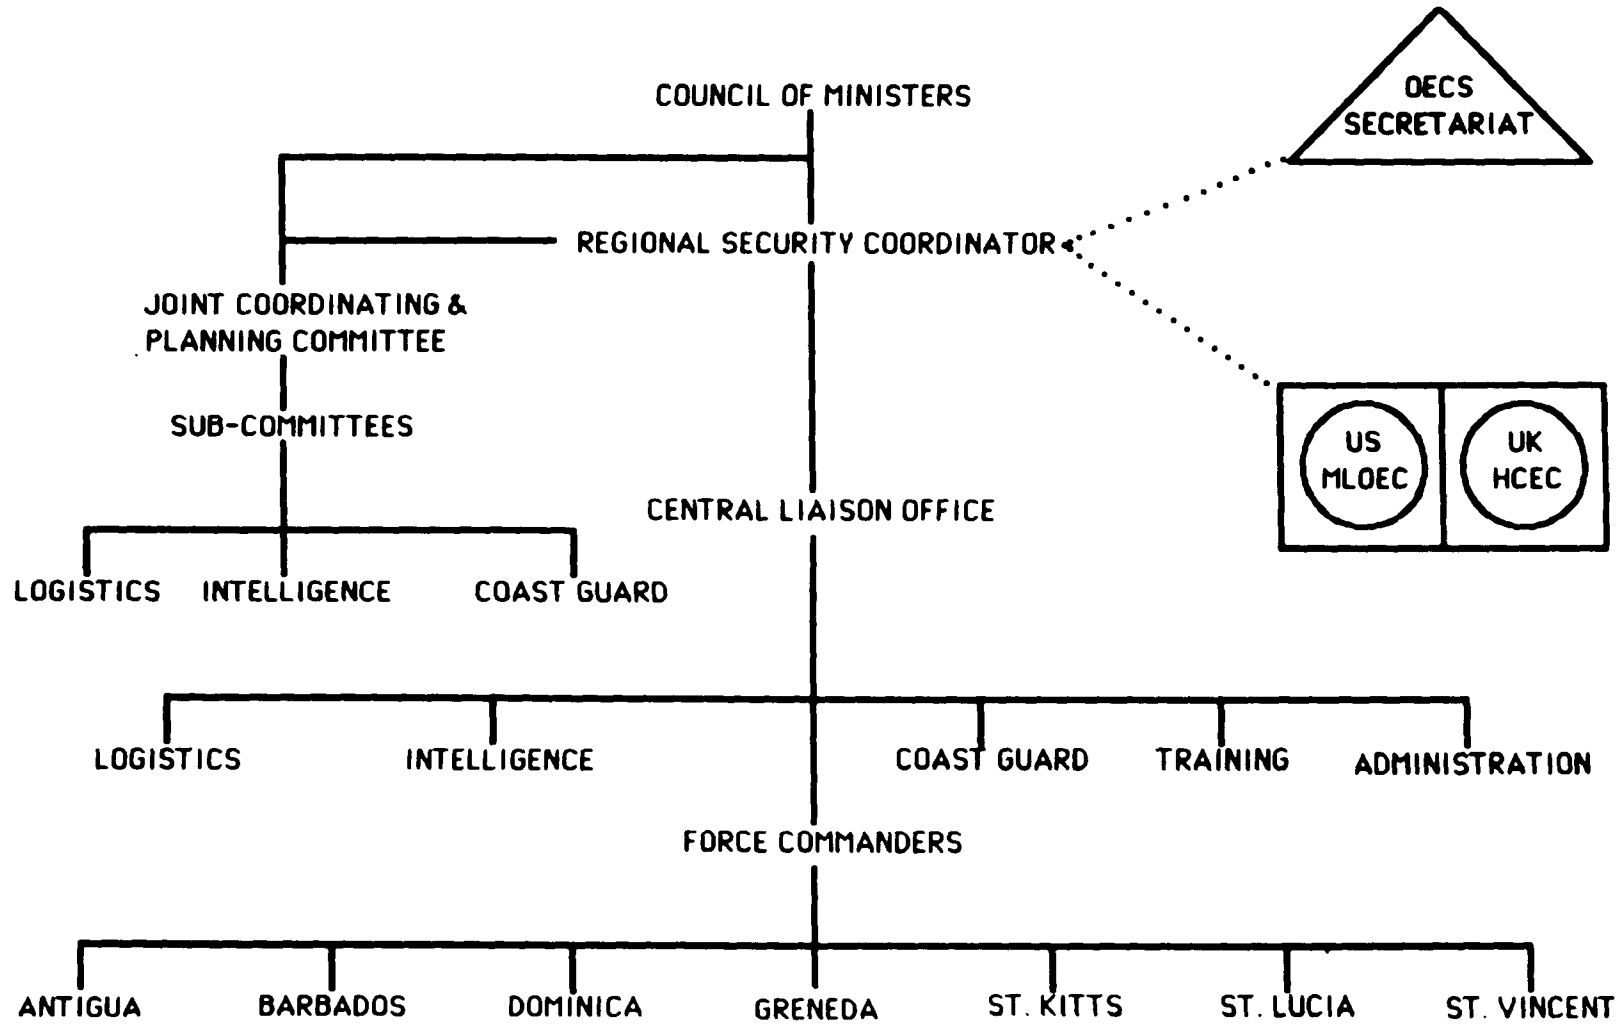 COUNCIL OF MINISTERS
OECS
SECRETARIAT
REGIONAL SECURITY COORDINATOR
JOINT COORDINATING &
PLANNING COMMITTEE
SUB-COMMITTEES
US
MLOEC
UK
HCEC
CENTRAL LIAISON OFFICE
LOGISTICS
INTELLIGENCE
COAST GUARD
LOGISTICS
INTELLIGENCE
COAST GUARD
TRAINING
ADMINISTRATION
FORCE COMMANDERS
ANTIGUA
BARBADOS
DOMINICA
GRENEDA
ST. KITTS
ST. LUCIA
ST. VINCENT